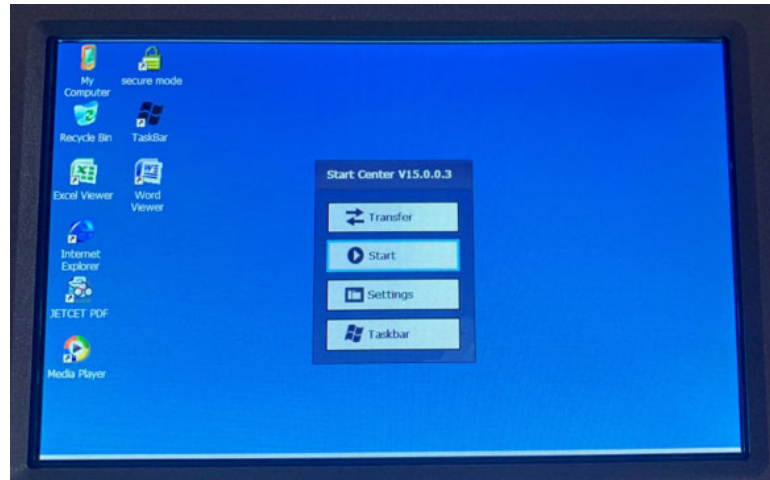 My
Computer
secure mode
Recycle Bin
TaskBar
Excel Viewer
Word
Viewer
Internet
Explorer
JETCET PDF
Media Player
Start Center V15.0.0.3
Transfer
Start
Settings
Taskbar